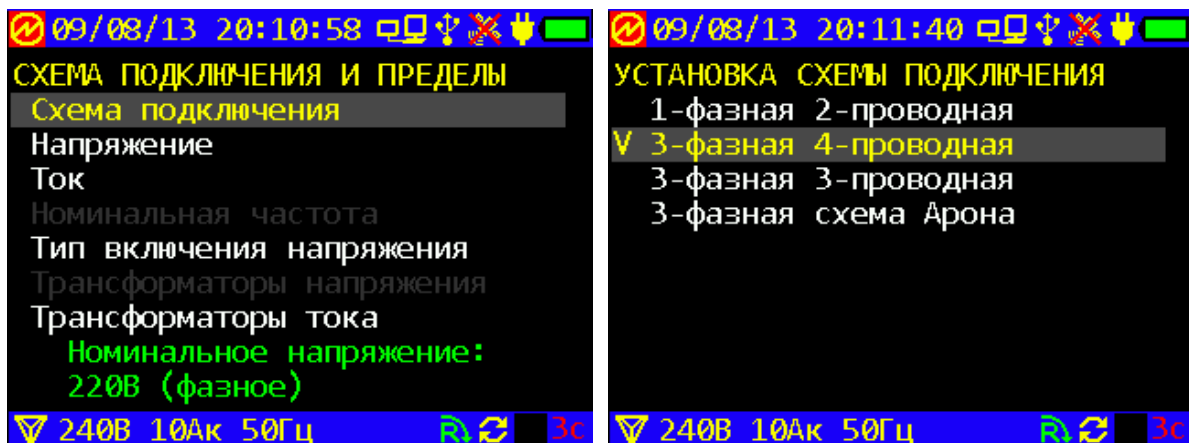 09/08/13 20:10:58
СХЕМА ПОДКЛЮЧЕНИЯ И ПРЕДЕЛЫ
Схема подключения
Напряжение
Ток
Номинальная частота
Тип включения напряжения
Трансформаторы напряжения
Трансформаторы тока
Номинальное напряжение:
220В (фазное)
240В 10Ак 50Гц R 3с
09/08/13 20:11:40
УСТАНОВКА СХЕМЫ ПОДКЛЮЧЕНИЯ
1-фазная 2-проводная
V 3-фазная 4-проводная
3-фазная 3-проводная
3-фазная схема Арона
240В 10Ак 50Гц R 3с